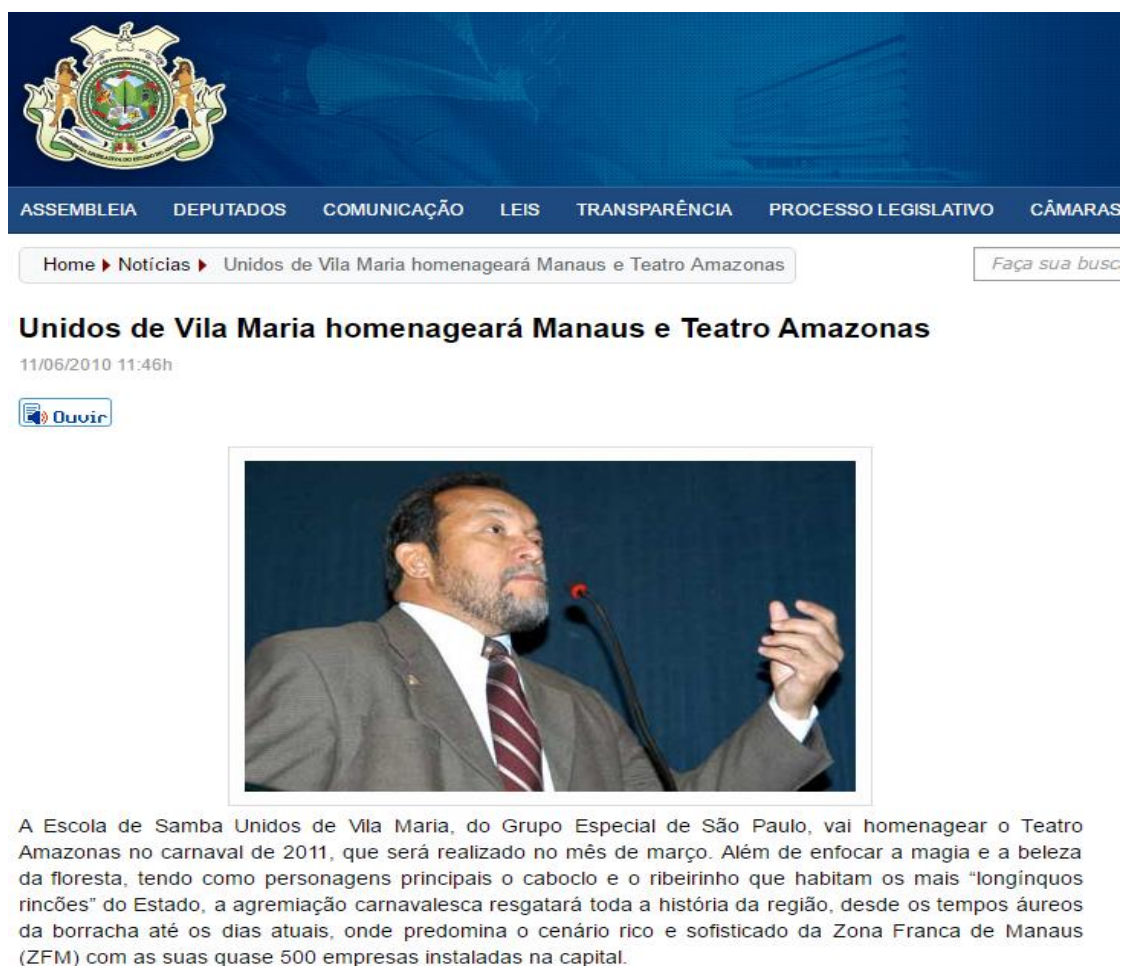 ASSEMBLEIA DEPUTADOS COMUNICAÇÃO LEIS TRANSPARÊNCIA PROCESSO LEGISLATIVO CÂMARAS
Home Notícias Unidos de Vila Maria homenageará Manaus e Teatro Amazonas
Faça sua busc
Unidos de Vila Maria homenageará Manaus e Teatro Amazonas
11/06/2010 11:46h
Ouvir
A Escola de Samba Unidos de Vila Maria, do Grupo Especial de São Paulo, vai homenagear o Teatro
Amazonas no carnaval de 2011, que será realizado no mês de março. Além de enfocar a magia e a beleza
da floresta, tendo como personagens principais o caboclo e o ribeirinho que habitam os mais “longínquos
rincões” do Estado, a agremiação carnavalesca resgatará toda a história da região, desde os tempos áureos
da borracha até os dias atuais, onde predomina o cenário rico e sofisticado da Zona Franca de Manaus
(ZFM) com as suas quase 500 empresas instaladas na capital.